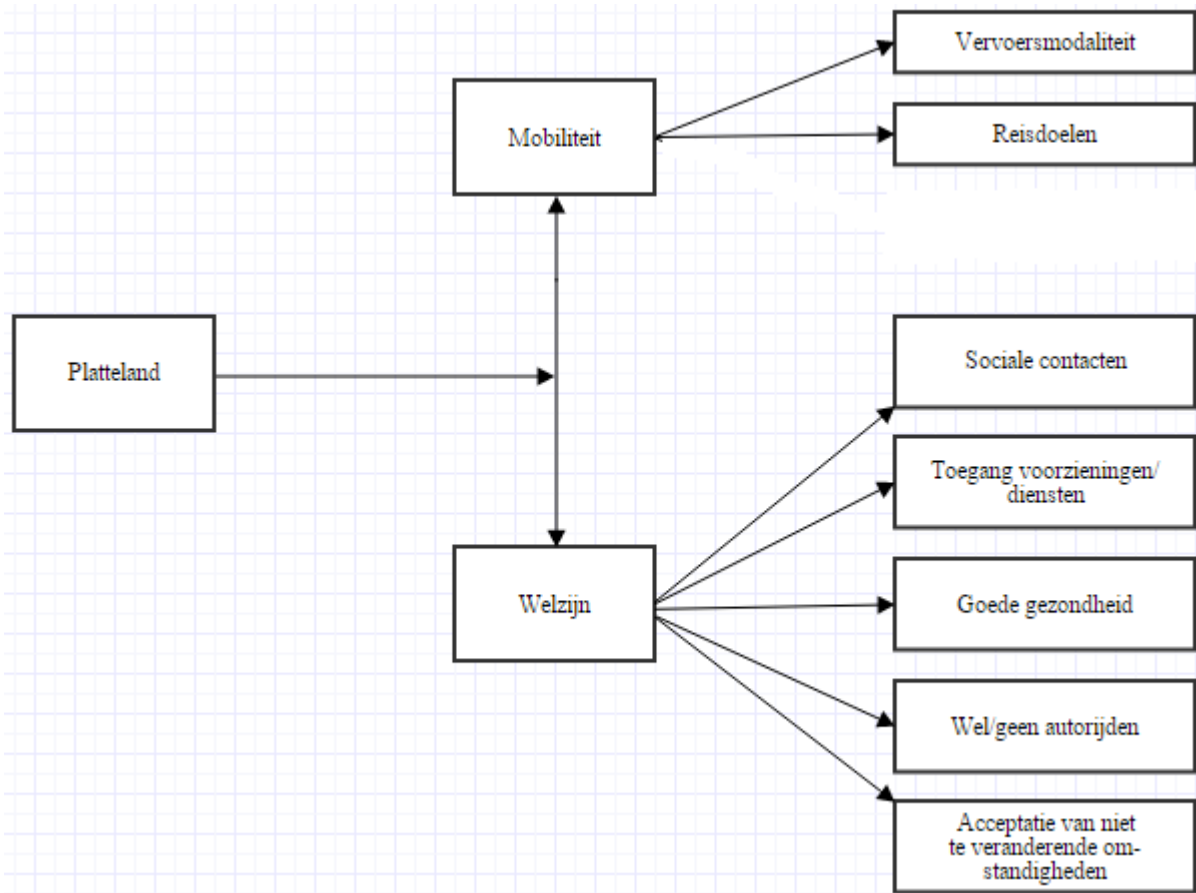 Vervoersmodaliteit
Mobiliteit
Reisdoelen
Platteland
Sociale contacten
Toegang voorzieningen/
diensten
Welzijn
Goede gezondheid
Wel/geen autorijden
Acceptatie van niet
te veranderende om-
standigheden